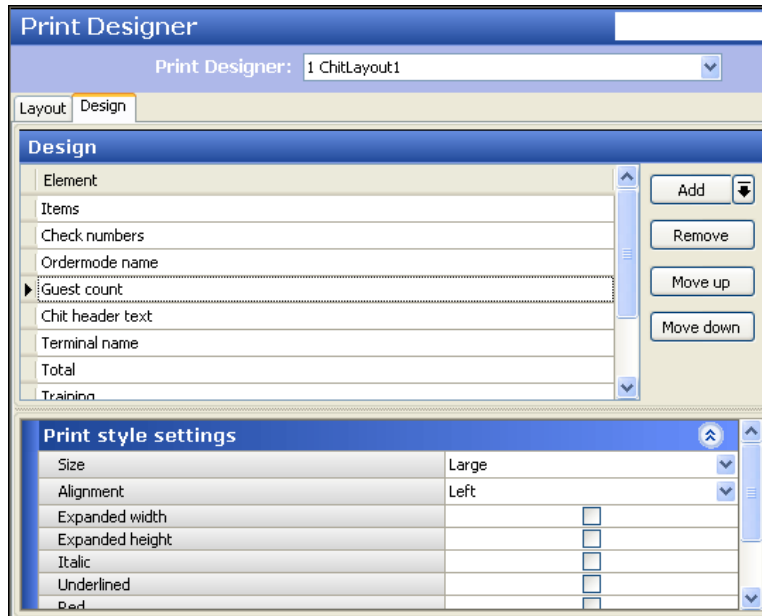 Print Designer
Print Designer: 1 ChitLayout1
Layout Design
Design
Element
Items
Check numbers
Ordermode name
Guest count
Chit header text
Terminal name
Total
Training
Add
Remove
Move up
Move down
Print style settings
Size Large
Alignment Left
Expanded width
Expanded height
Italic
Underlined
Red